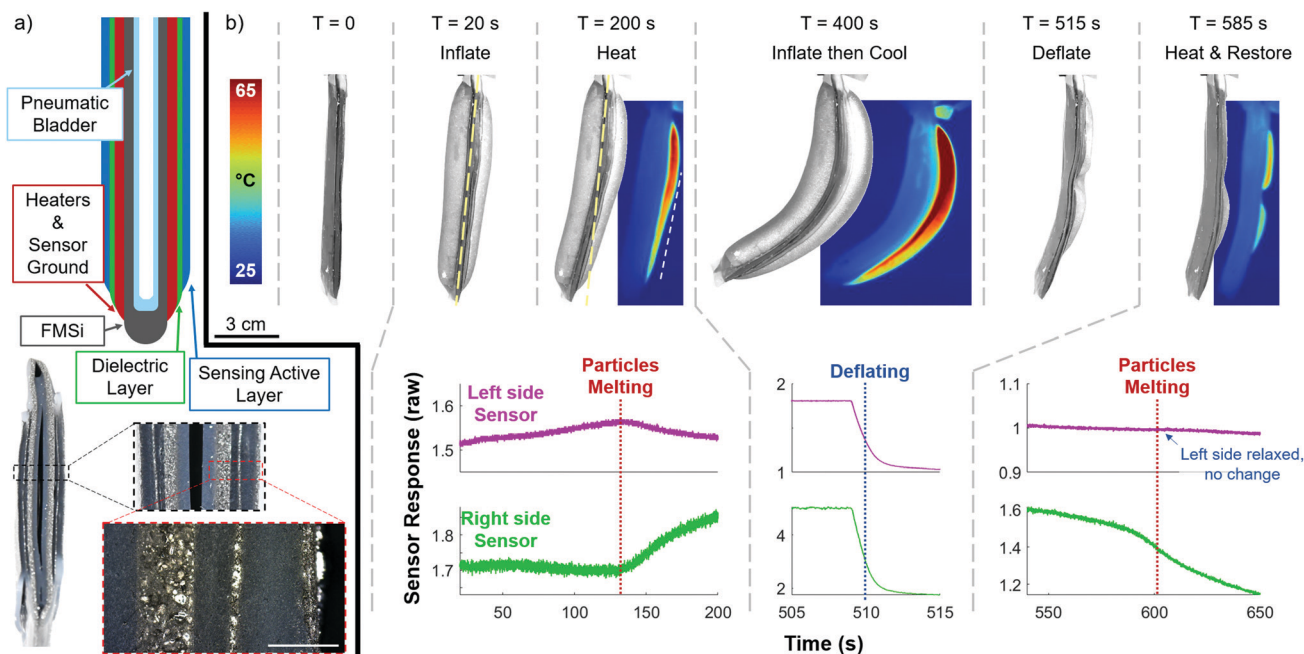 a)
Pneumatic
Bladder
Heaters
&
Sensor
Ground
FMSi
Dielectric
Layer
Sensing Active
Layer
b)
T = 0
T = 20 s
Inflate
T = 200 s
Heat
T = 400 s
Inflate then Cool
T = 515 s
Deflate
T = 585 s
Heat & Restore
65
°C
25
3 cm
Sensor Response (raw)
Left side
Sensor
Particles
Melting
1.6
1.5
Right side
Sensor
1.8
1.7
50
100
150
200
Deflating
2
1
4
2
505
510
515
Time (s)
Particles
Melting
1.1
1
0.9
Left side relaxed,
no change
1.6
1.4
1.2
550
600
650